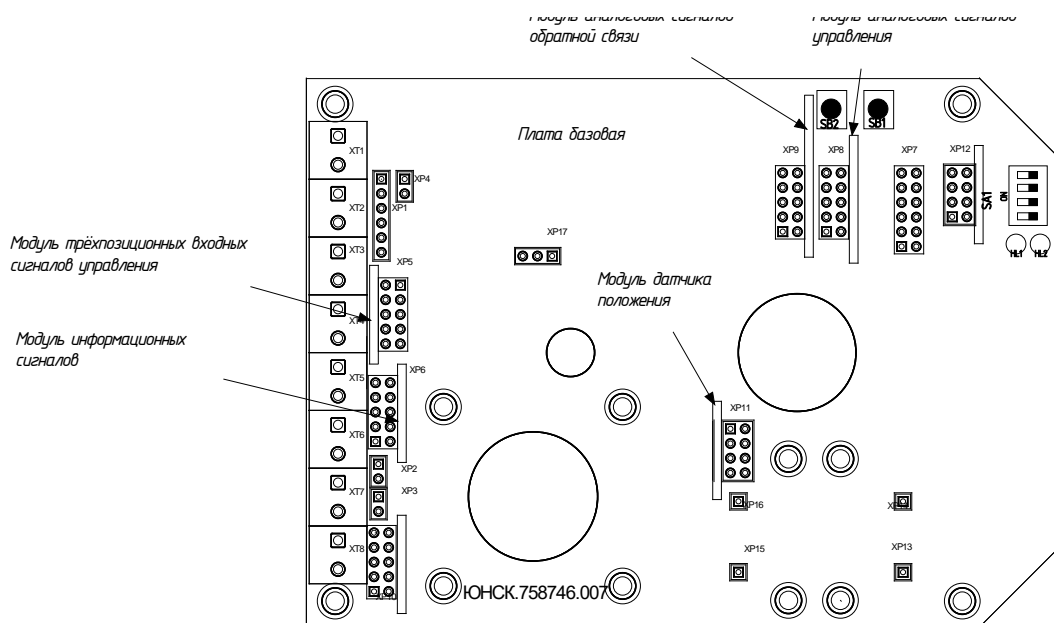 Модуль аналоговых сигналов
обратной связи
Модуль аналоговых сигналов
управления
SB2
SB1
Плата базовая
XT1
XP9
XP8
XP7
XP12
XP4
SA1
ON
XT2
XP1
Модуль трёхпозиционных входных
сигналов управления
XT3
XP17
HL1
HL2
XP5
Модуль датчика
положения
XT4
Модуль информационных
сигналов
XT5
XP6
XP11
XT6
XP2
XT7
XP3
XP16
XT8
XP15
XP13
ЮНСК.758746.007